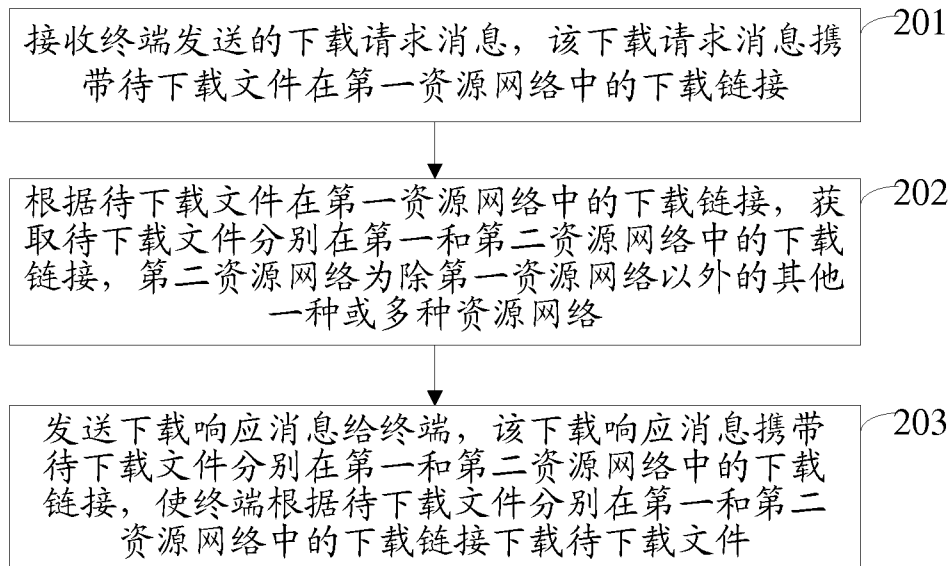 接收终端发送的下载请求消息，该下载请求消息携
带待下载文件在第一资源网络中的下载链接
201
根据待下载文件在第一资源网络中的下载链接，获
取待下载文件分别在第一和第二资源网络中的下载
链接，第二资源网络为除第一资源网络以外的其他
一种或多种资源网络
202
发送下载响应消息给终端，该下载响应消息携带
待下载文件分别在第一和第二资源网络中的下载
链接，使终端根据待下载文件分别在第一和第二
资源网络中的下载链接下载待下载文件
203